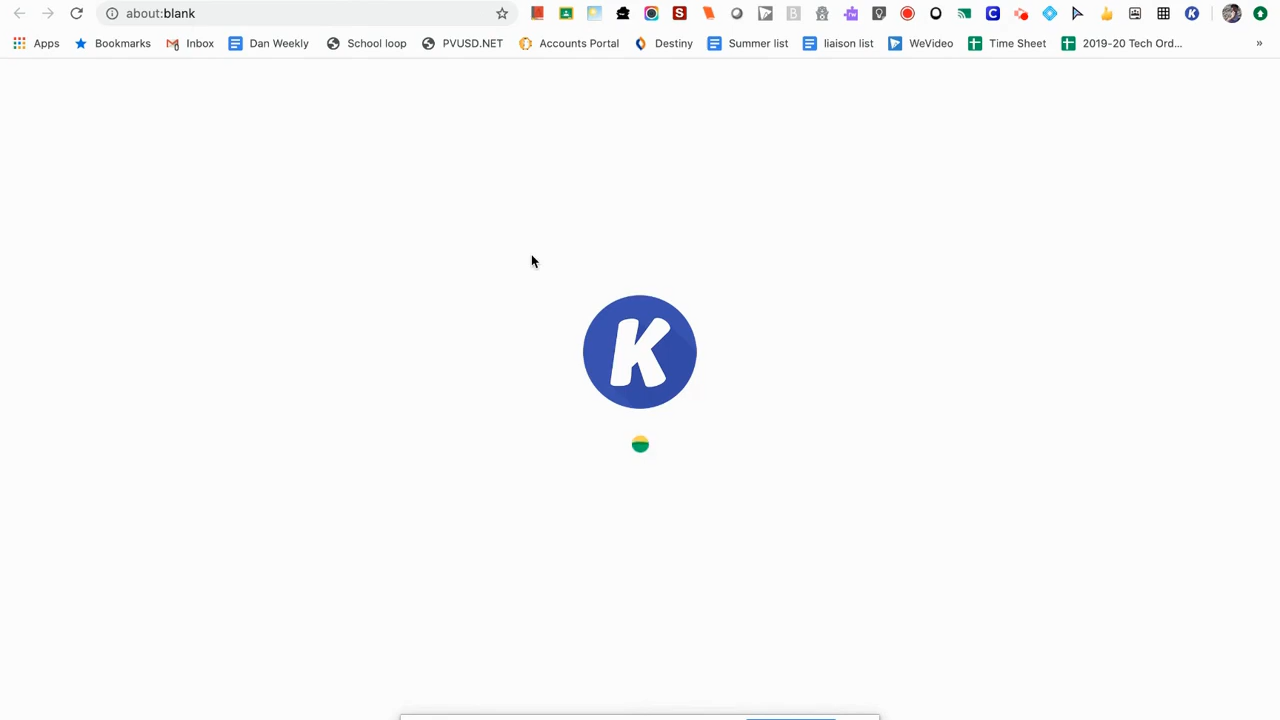 about:blank
Apps Bookmarks Inbox Dan Weekly School loop PVUSD.NET Accounts Portal Destiny Summer list liaison list WeVideo Time Sheet 2019-20 Tech Ord... »
K